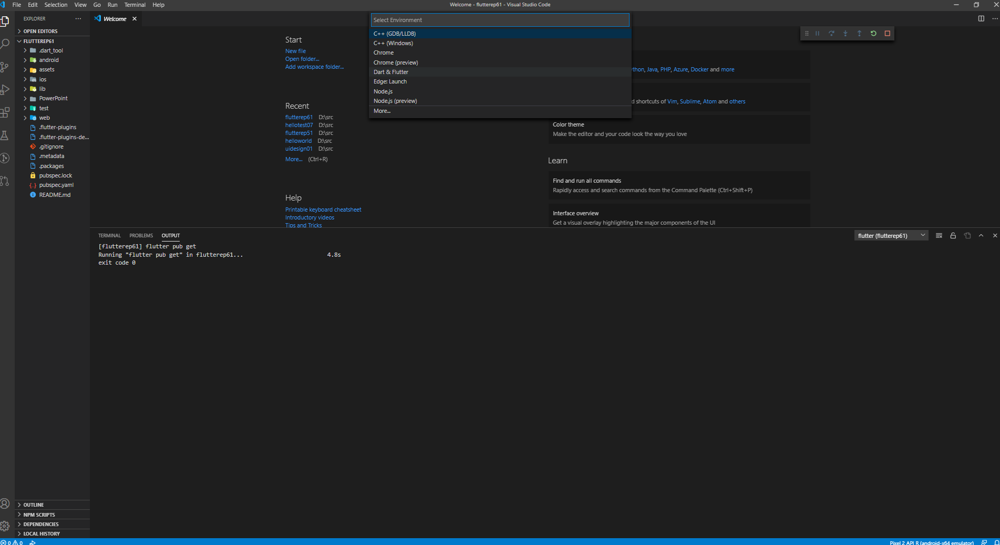 File Edit Selection View Go Run Terminal Help
Welcome - flutterep61 - Visual Studio Code
EXPLORER
OPEN EDITORS
FLUTTEREP61
.dart_tool
android
assets
ios
lib
PowerPoint
test
web
.flutter-plugins
.flutter-plugins-de...
.gitignore
.metadata
.packages
pubspec.lock
pubspec.yaml
README.md
OUTLINE
NPM SCRIPTS
DEPENDENCIES
LOCAL HISTORY
Welcome
Start
New file
Open folder...
Add workspace folder...
Recent
flutterep61 D:\src
hellotest07 D:\src
flutterep51 D:\src
helloworld D:\src
uidesign01 D:\src
More... (Ctrl+R)
Help
Printable keyboard cheatsheet
Introductory videos
Tips and Tricks
Select Environment
C++ (GDB/LLDB)
C++ (Windows)
Chrome
Chrome (preview)
Dart & Flutter
Edge: Launch
Node.js
Node.js (preview)
More...
ython, Java, PHP, Azure, Docker and more
d shortcuts of Vim, Sublime, Atom and others
Color theme
Make the editor and your code look the way you love
Learn
Find and run all commands
Rapidly access and search commands from the Command Palette (Ctrl+Shift+P)
Interface overview
Get a visual overlay highlighting the major components of the UI
TERMINAL PROBLEMS OUTPUT
flutter (flutterep61)
[flutterep61] flutter pub get
Running "flutter pub get" in flutterep61... 4.8s
exit code 0
0 0
Pixel 2 API R (android-x64 emulator)